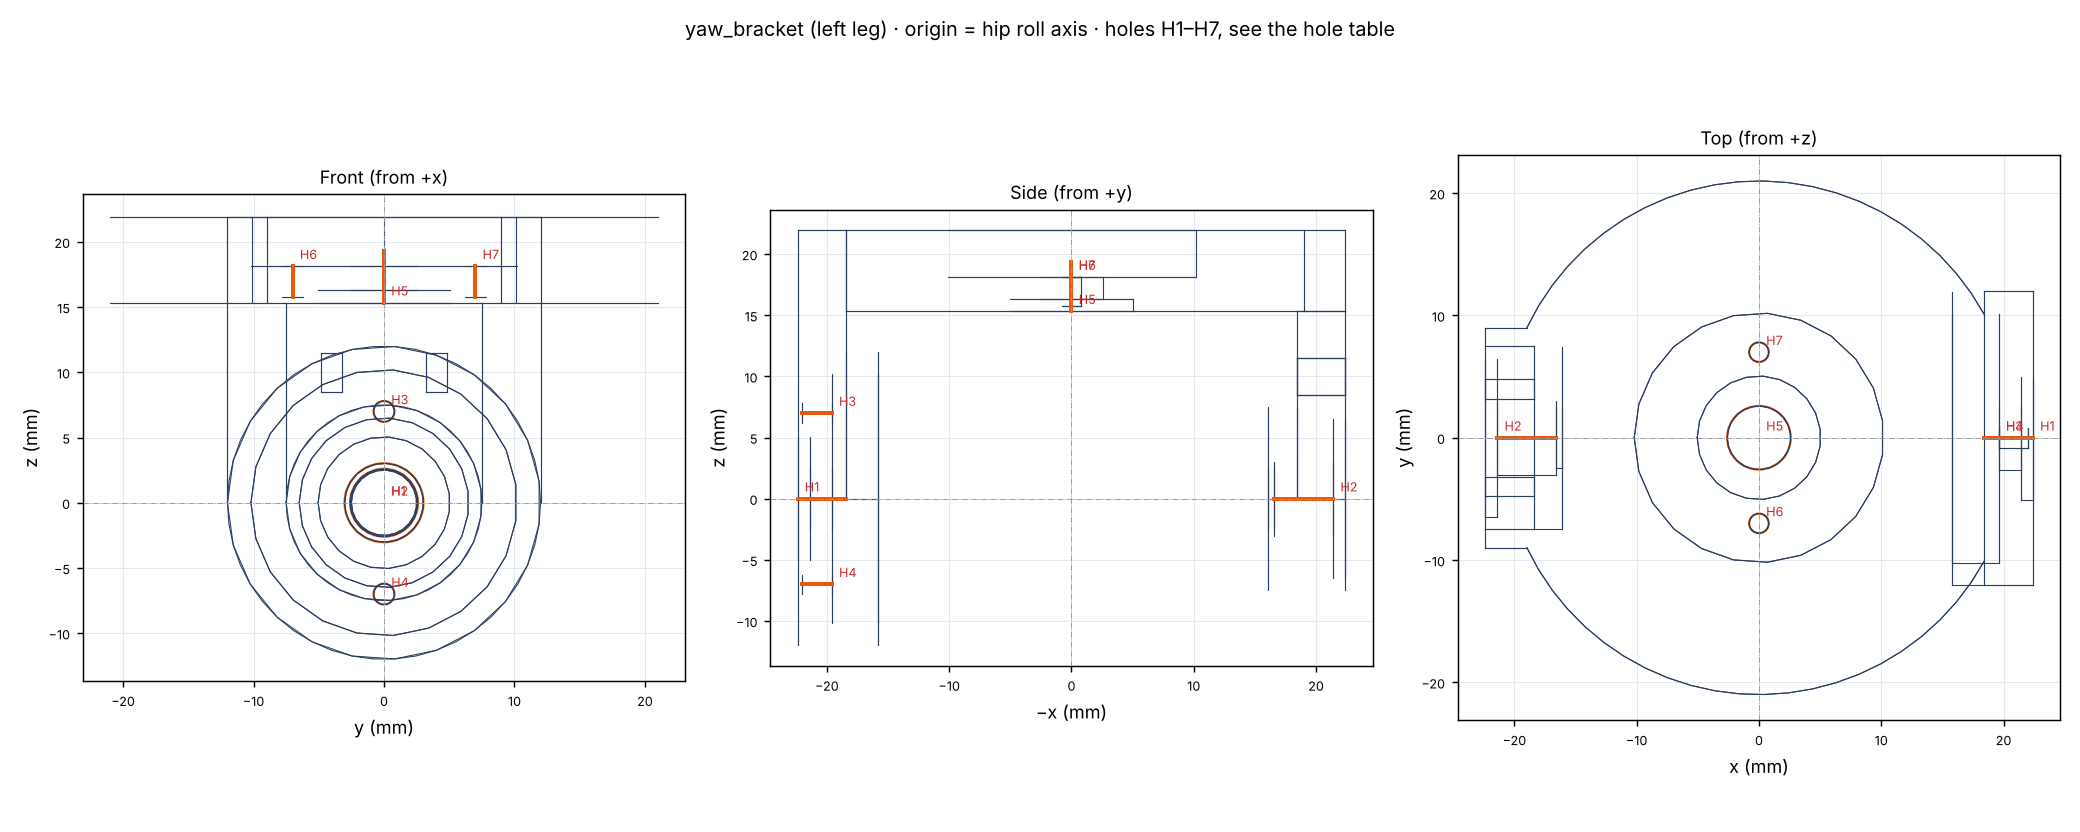 yaw_bracket (left leg) · origin = hip roll axis · holes H1–H7, see the hole table
Front (from +x)
z (mm)
20
15
10
5
0
−5
−10
H6
H7
H5
H3
H4
−20
−10
0
10
20
y (mm)
Side (from +y)
z (mm)
20
15
10
5
0
−5
−10
H5
H3
H1
H2
H4
−20
−10
0
10
20
−x (mm)
Top (from +z)
y (mm)
20
10
0
−10
−20
H7
H2
H5
H1
H6
−20
−10
0
10
20
x (mm)